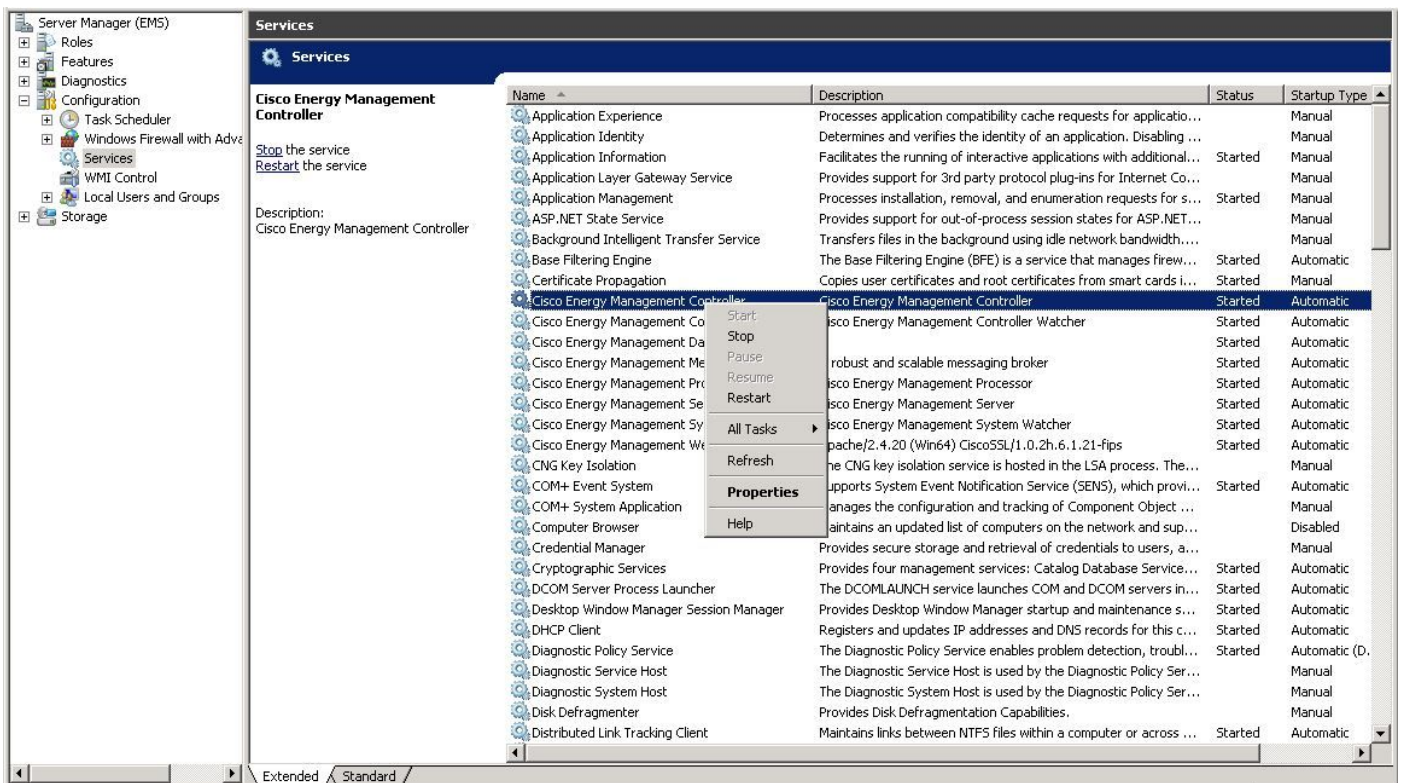 Server Manager (EMS)
Roles
Features
Diagnostics
Configuration
Task Scheduler
Windows Firewall with Adva
Services
WMI Control
Local Users and Groups
Storage
Services
Services
Cisco Energy Management
Controller
Stop the service
Restart the service
Description:
Cisco Energy Management Controller
Name Description Status Startup Type
Application Experience Processes application compatibility cache requests for applicatio... Manual
Application Identity Determines and verifies the identity of an application. Disabling ... Manual
Application Information Facilitates the running of interactive applications with additional... Started Manual
Application Layer Gateway Service Provides support for 3rd party protocol plug-ins for Internet Co... Manual
Application Management Processes installation, removal, and enumeration requests for s... Started Manual
ASP.NET State Service Provides support for out-of-process session states for ASP.NET... Manual
Background Intelligent Transfer Service Transfers files in the background using idle network bandwidth.... Manual
Base Filtering Engine The Base Filtering Engine (BFE) is a service that manages firew... Started Automatic
Certificate Propagation Copies user certificates and root certificates from smart cards i... Started Manual
Cisco Energy Management Controller Cisco Energy Management Controller Started Automatic
Cisco Energy Management Co isco Energy Management Controller Watcher Started Automatic
Cisco Energy Management Da Started Automatic
Cisco Energy Management Me robust and scalable messaging broker Started Automatic
Cisco Energy Management Pro isco Energy Management Processor Started Automatic
Cisco Energy Management Se isco Energy Management Server Started Automatic
Cisco Energy Management Sy isco Energy Management System Watcher Started Automatic
Cisco Energy Management We pache/2.4.20 (Win64) CiscoSSL/1.0.2h.6.1.21-fips Started Automatic
CNG Key Isolation he CNG key isolation service is hosted in the LSA process. The... Manual
COM+ Event System upports System Event Notification Service (SENS), which provi... Started Automatic
COM+ System Application anages the configuration and tracking of Component Object ... Manual
Computer Browser aintains an updated list of computers on the network and sup... Disabled
Credential Manager Provides secure storage and retrieval of credentials to users, a... Manual
Cryptographic Services Provides four management services: Catalog Database Service... Started Automatic
DCOM Server Process Launcher The DCOMLAUNCH service launches COM and DCOM servers in... Started Automatic
Desktop Window Manager Session Manager Provides Desktop Window Manager startup and maintenance s... Started Automatic
DHCP Client Registers and updates IP addresses and DNS records for this c... Started Automatic
Diagnostic Policy Service The Diagnostic Policy Service enables problem detection, troubl... Started Automatic (D.
Diagnostic Service Host The Diagnostic Service Host is used by the Diagnostic Policy Ser... Manual
Diagnostic System Host The Diagnostic System Host is used by the Diagnostic Policy Ser... Manual
Disk Defragmenter Provides Disk Defragmentation Capabilities. Manual
Distributed Link Tracking Client Maintains links between NTFS files within a computer or across ... Started Automatic
Start
Stop
Pause
Resume
Restart
All Tasks
Refresh
Properties
Help
Extended Standard